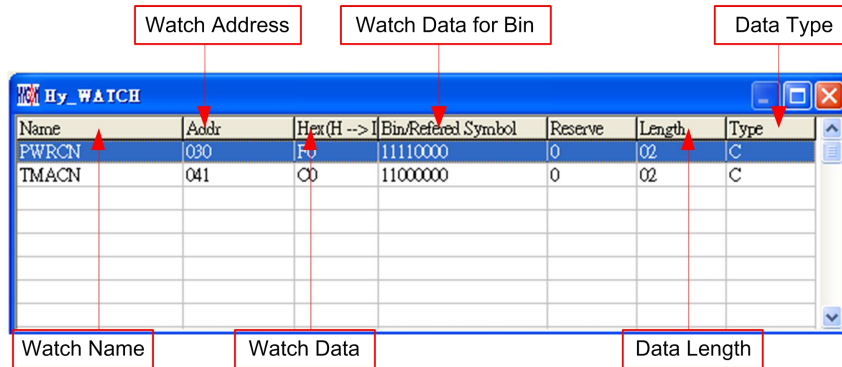 Watch Address Watch Data for Bin Data Type
Hy_WATCH
Name Addr Hex(H --> I Bin/Refered Symbol Reserve Length Type
PWRCN 030 F0 11110000 0 02 C
TMACN 041 C0 11000000 0 02 C
Watch Name Watch Data Data Length